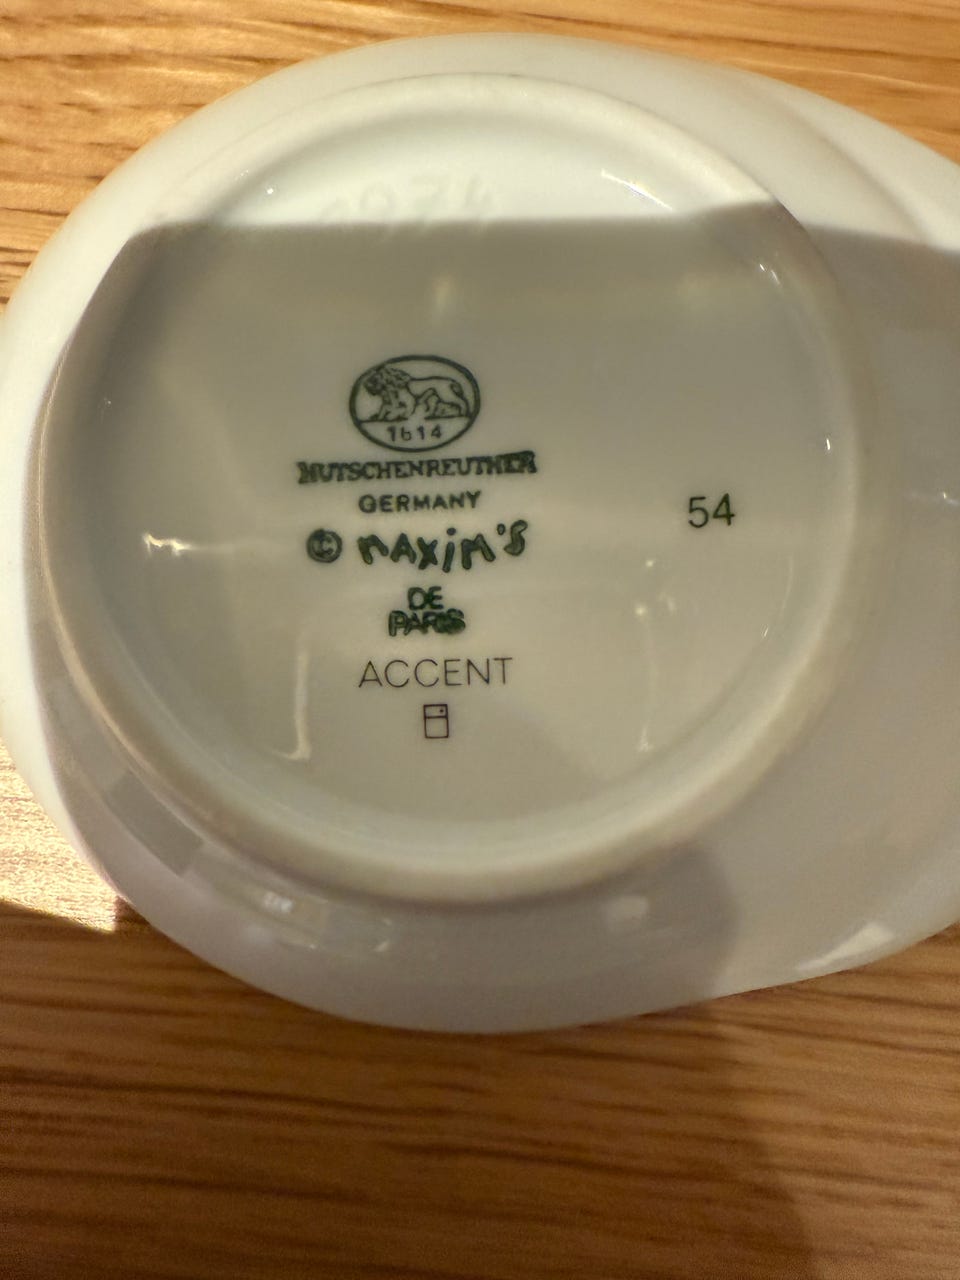 1814
HUTSCHENREUTHER
GERMANY
© MAXiM'S
DE
PARIS
ACCENT
54